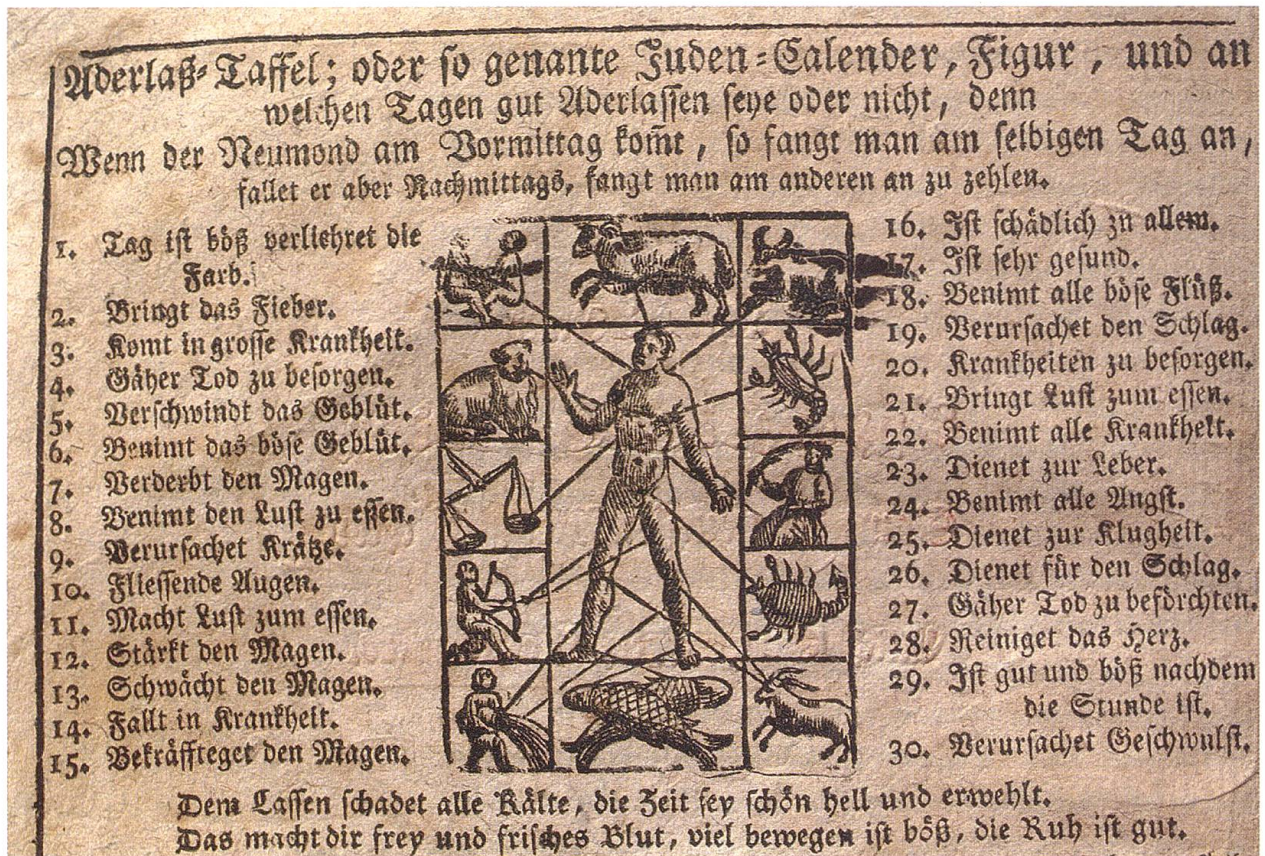 Aderlaß-Taffel; oder so genante Juden-Calender, Figur, und an
welchen Tagen gut Aderlassen seye oder nicht, denn
Wenn der Neumond am Vormittag kom̃t, so fangt man am selbigen Tag an,
fallet er aber Nachmittags, fangt man am anderen an zu zehlen.
1. Tag ist böß verliehret die
Farb.
2. Bringt das Fieber.
3. Komt in grosse Krankheit.
4. Gäher Tod zu besorgen.
5. Verschwindt das Geblüt.
6. Benimt das böse Geblüt.
7. Verderbt den Magen.
8. Benimt den Lust zu essen.
9. Verursachet Krätze.
10. Fliessende Augen.
11. Macht Lust zum essen.
12. Stärkt den Magen.
13. Schwächt den Magen.
14. Fallt in Krankheit.
15. Bekräffteget den Magen.
16. Ist schädlich zu allem.
17. Ist sehr gesund.
18. Benimt alle böse Flüß.
19. Verursachet den Schlag.
20. Krankheiten zu besorgen.
21. Bringt Lust zum essen.
22. Benimt alle Krankheit.
23. Dienet zur Leber.
24. Benimt alle Angst.
25. Dienet zur Klugheit.
26. Dienet für den Schlag.
27. Gäher Tod zu beförchten.
28. Reiniget das Herz.
29. Ist gut und böß nachdem
die Stunde ist.
30. Verursachet Geschwulst.
Dem Lassen schadet alle Kälte, die Zeit sey schön hell und erwehlt.
Das macht dir frey und frisches Blut, viel bewegen ist böß, die Ruh ist gut.